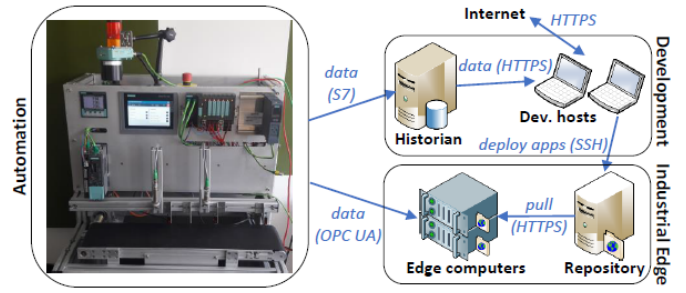 Automation
data
(S7)
data
(OPC UA)
Internet
HTTPS
data (HTTPS)
Historian
Dev. hosts
Development
deploy apps (SSH)
Industrial Edge
Edge computers
pull
(HTTPS)
Repository